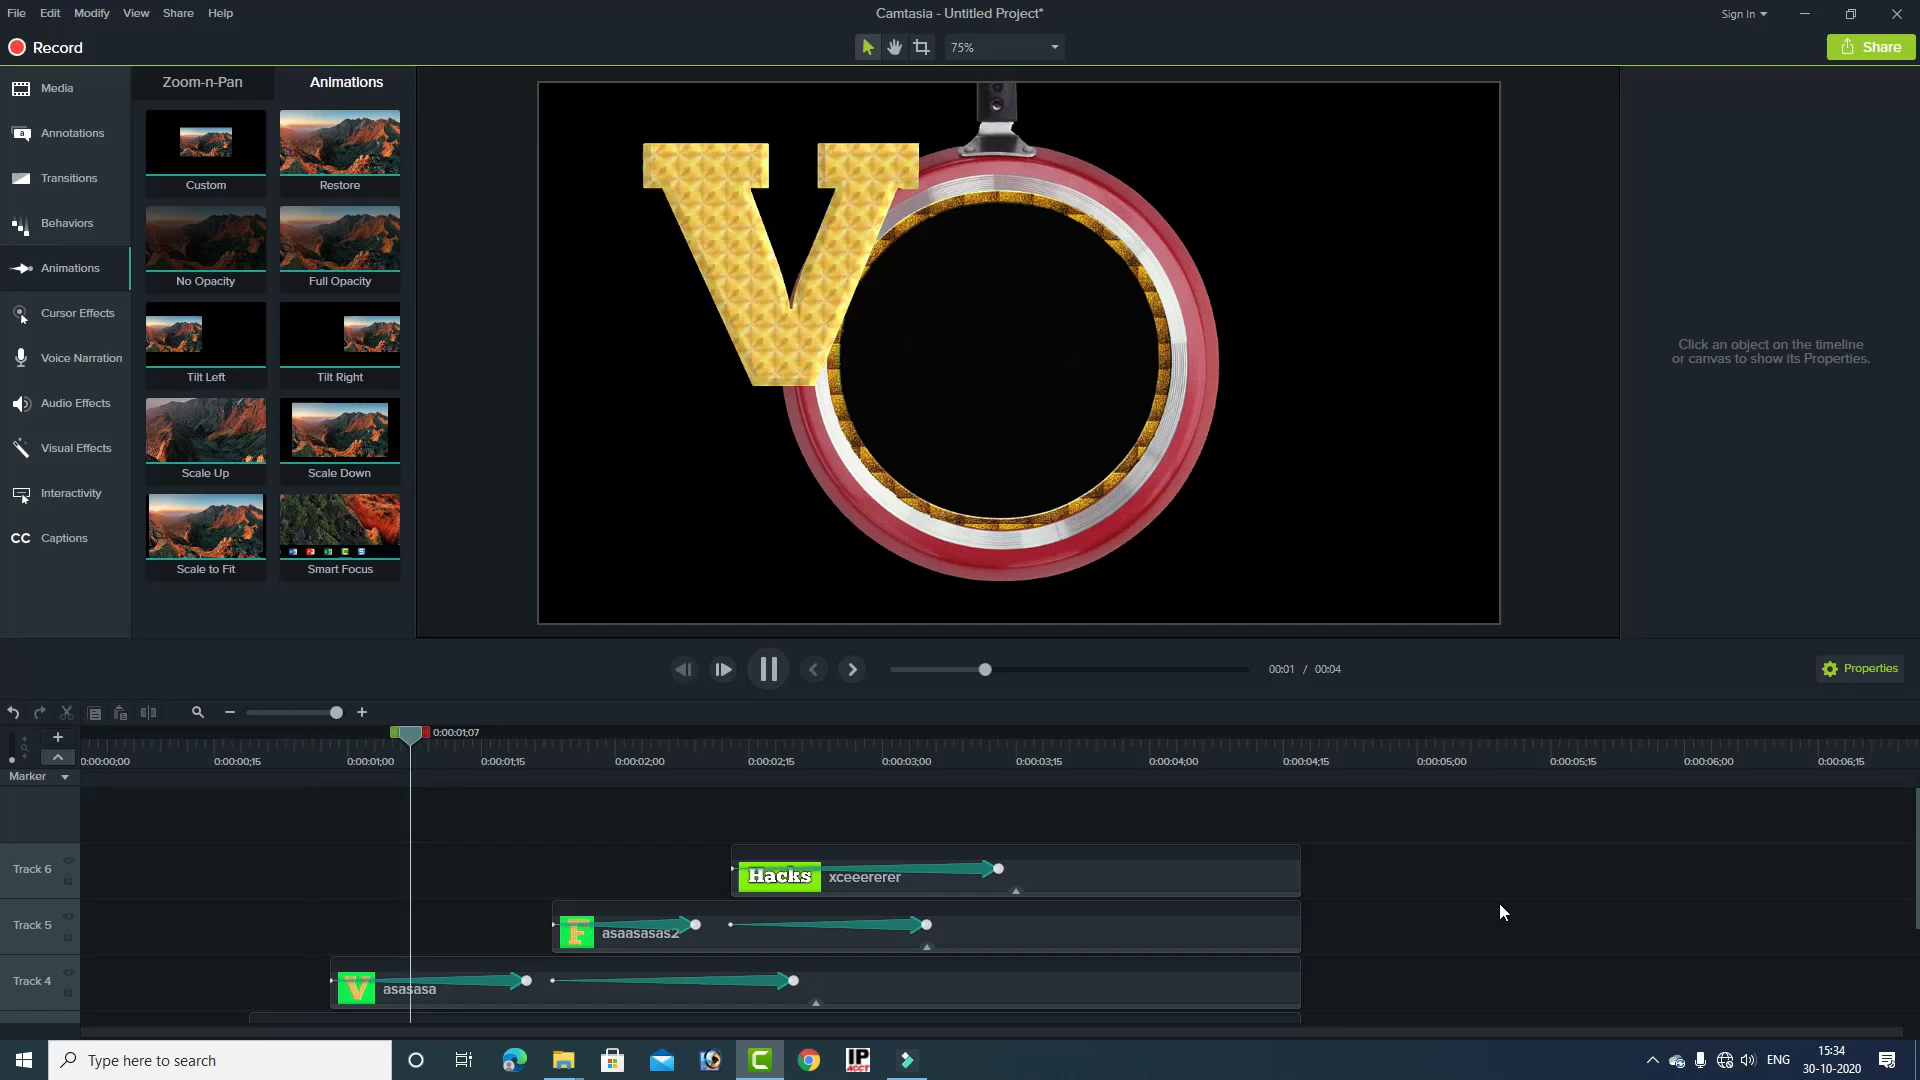 File Edit Modify View Share Help
Camtasia - Untitled Project*
Sign In
Record
75%
Share
Media
Annotations
Transitions
Behaviors
Animations
Cursor Effects
Voice Narration
Audio Effects
Visual Effects
Interactivity
CC Captions
Zoom-n-Pan Animations
Custom Restore
No Opacity Full Opacity
Tilt Left Tilt Right
Scale Up Scale Down
Scale to Fit Smart Focus
V
Click an object on the timeline
or canvas to show its Properties.
00:01 / 00:04
Properties
0:00:01;07
0:00:00;00 0:00:00;15 0:00:01;00 0:00:01;15 0:00:02;00 0:00:02;15 0:00:03;00 0:00:03;15 0:00:04;00 0:00:04;15 0:00:05;00 0:00:05;15 0:00:06;00 0:00:06;15
Marker
Track 6
Hacks xceeererer
Track 5
F asaasasas2
Track 4
V asasasa
Type here to search
IP
ACCT
ENG
15:34
30-10-2020